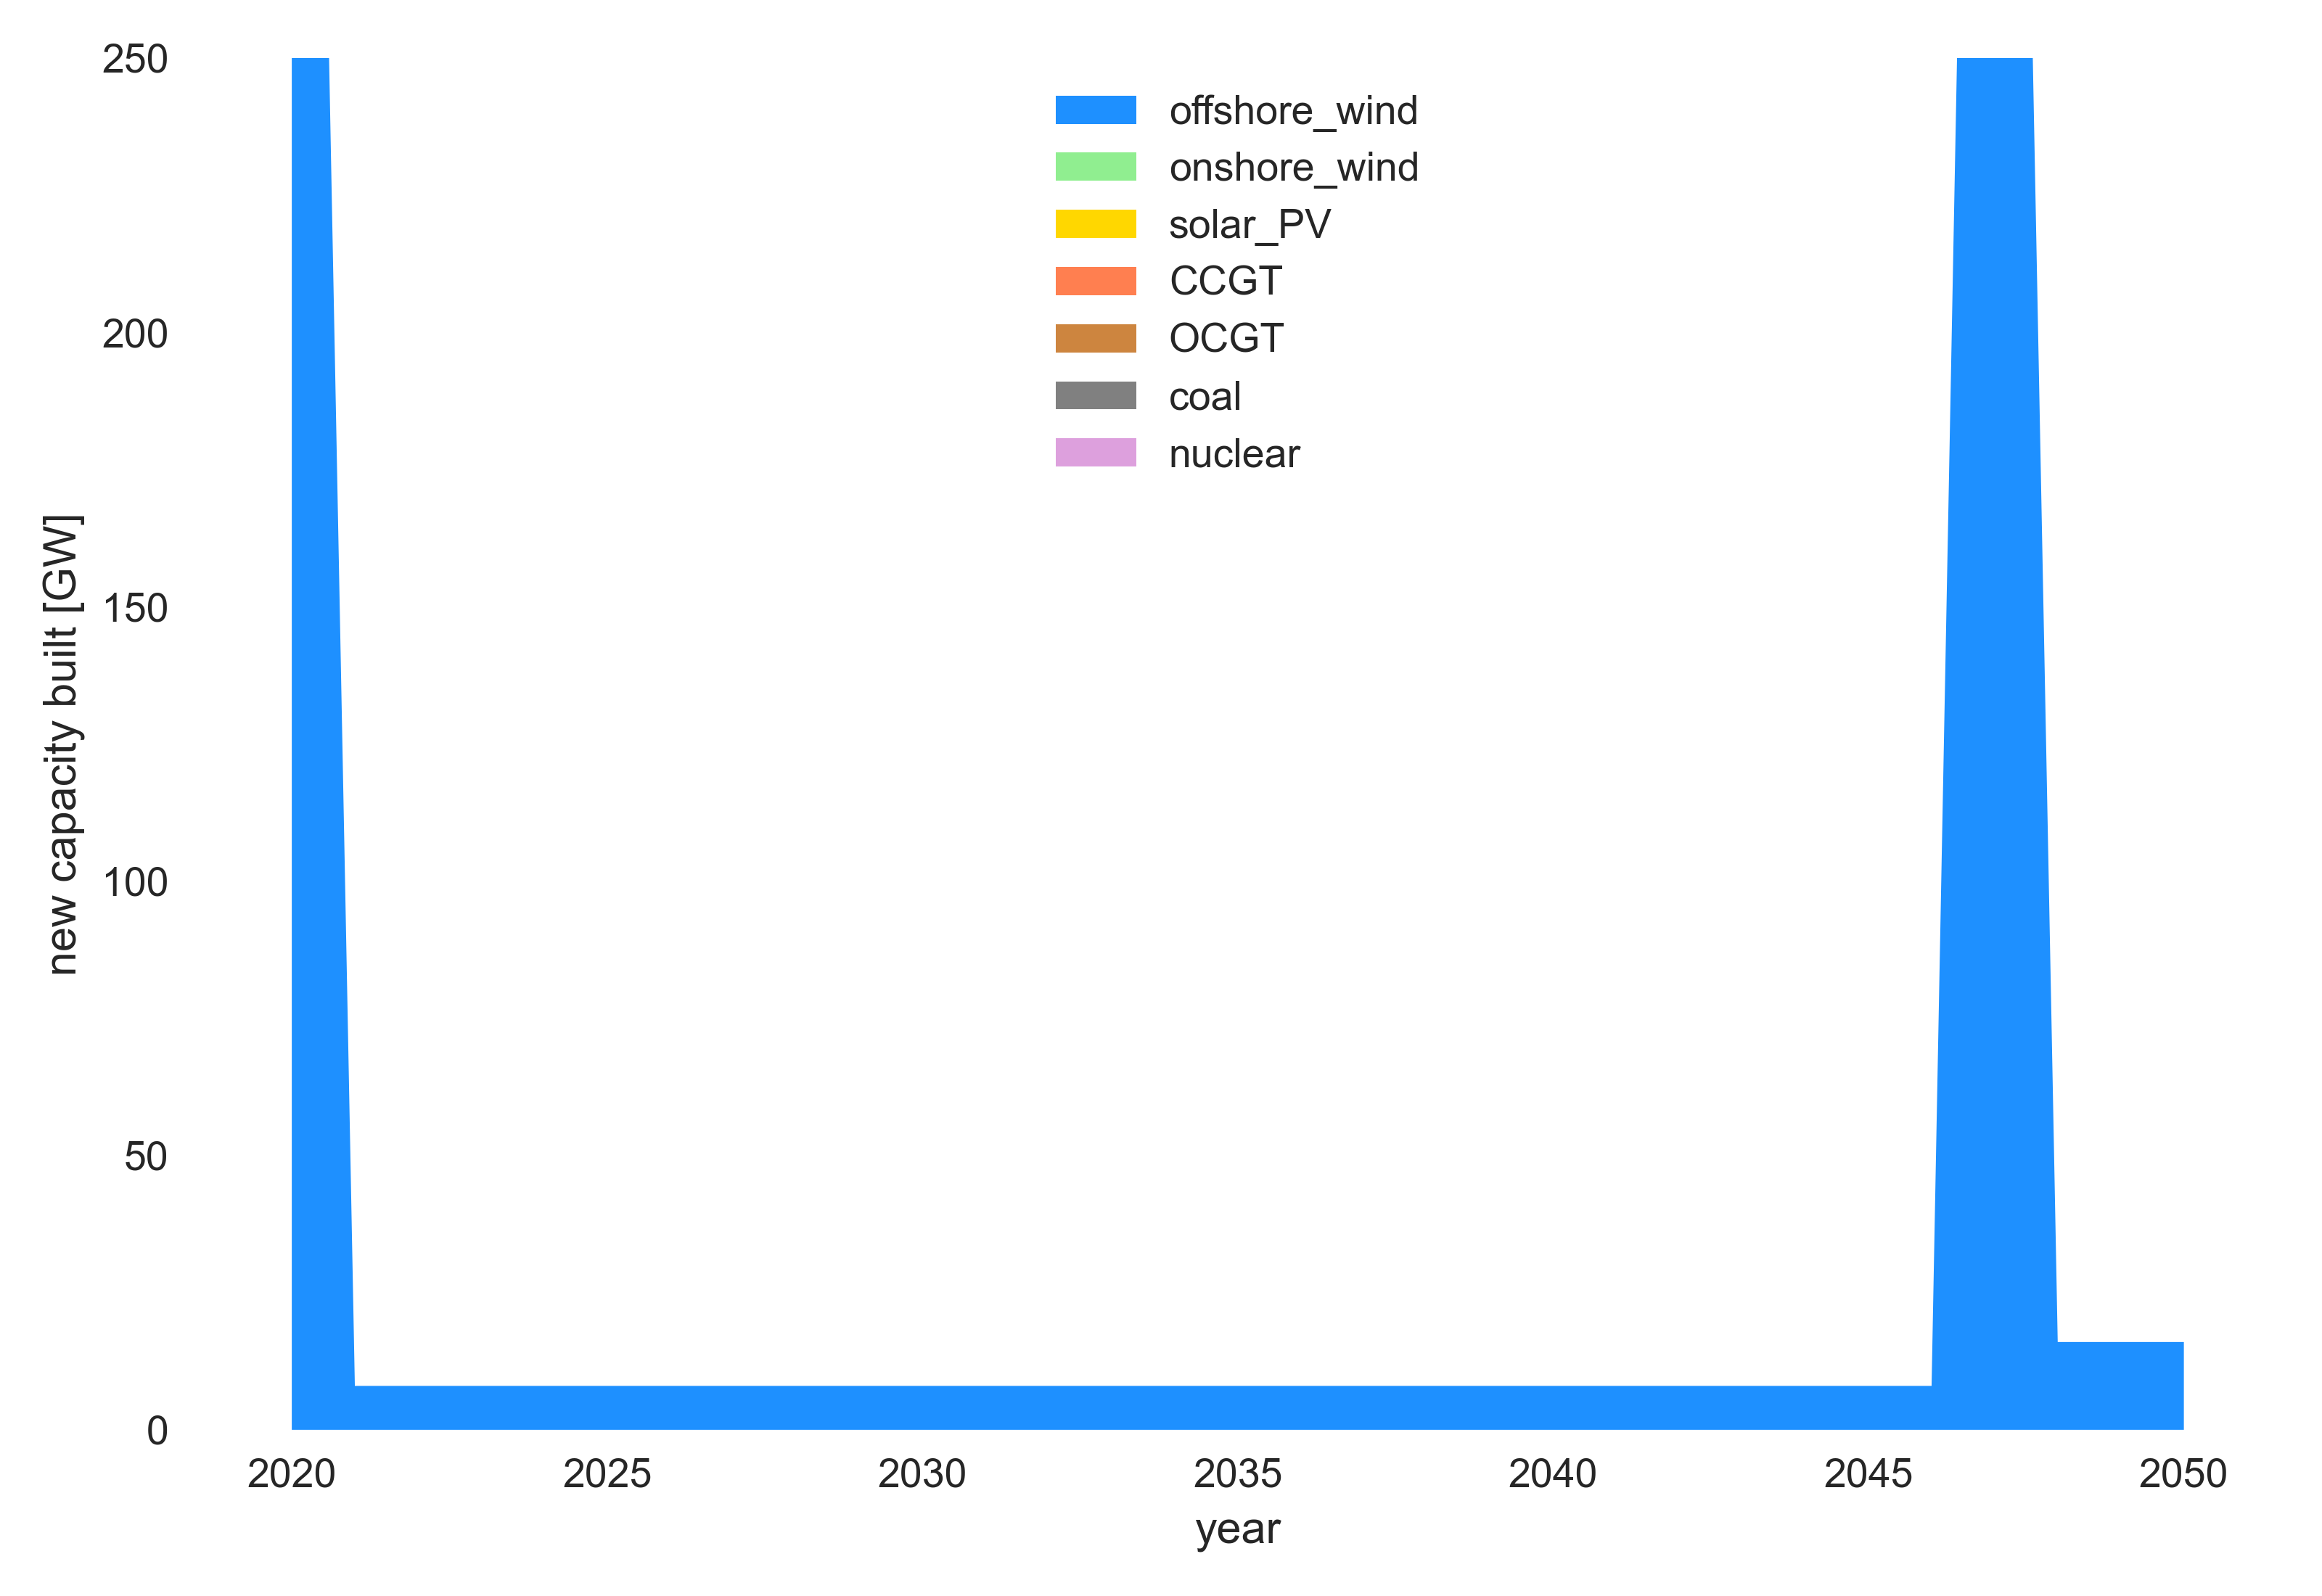 250
200
150
100
50
0
new capacity built [GW]
offshore_wind
onshore_wind
solar_PV
CCGT
OCGT
coal
nuclear
2020 2025 2030 2035 2040 2045 2050
year